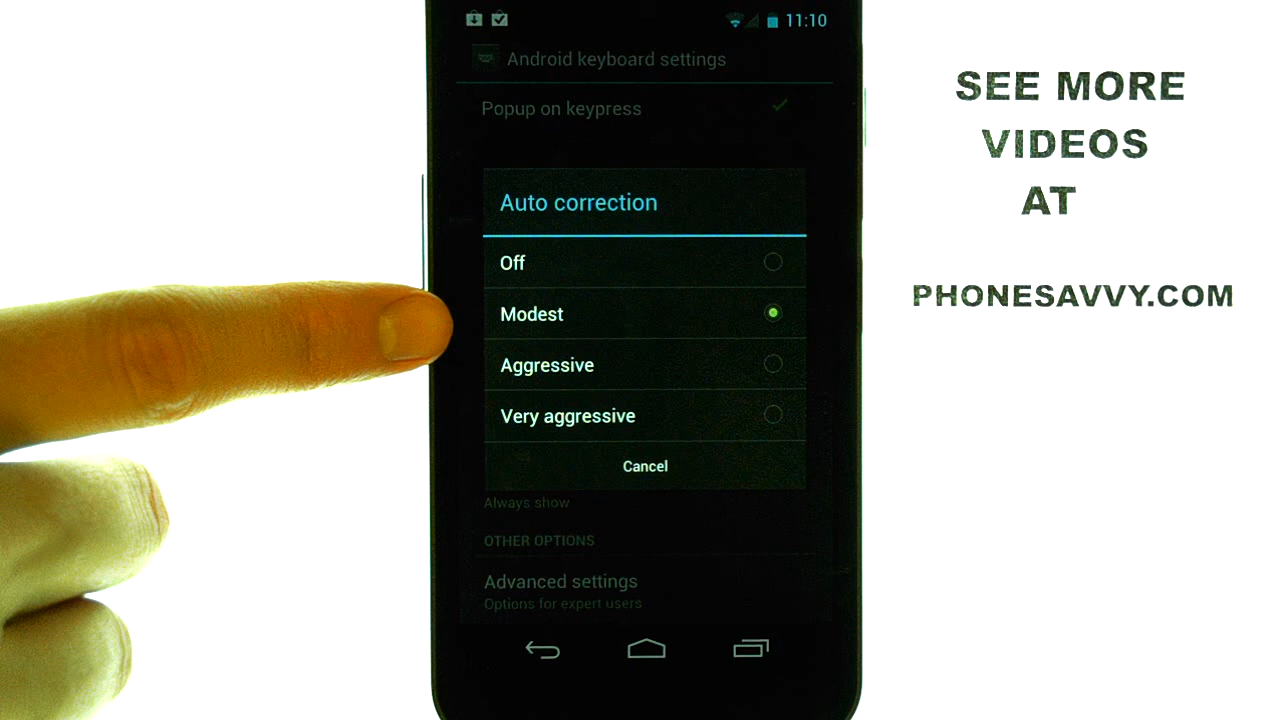 11:10
Android keyboard settings
Popup on keypress
Auto correction
Off
Modest
Aggressive
Very aggressive
Cancel
Always show
OTHER OPTIONS
Advanced settings
Options for expert users
SEE MORE
VIDEOS
AT
PHONESAVVY.COM